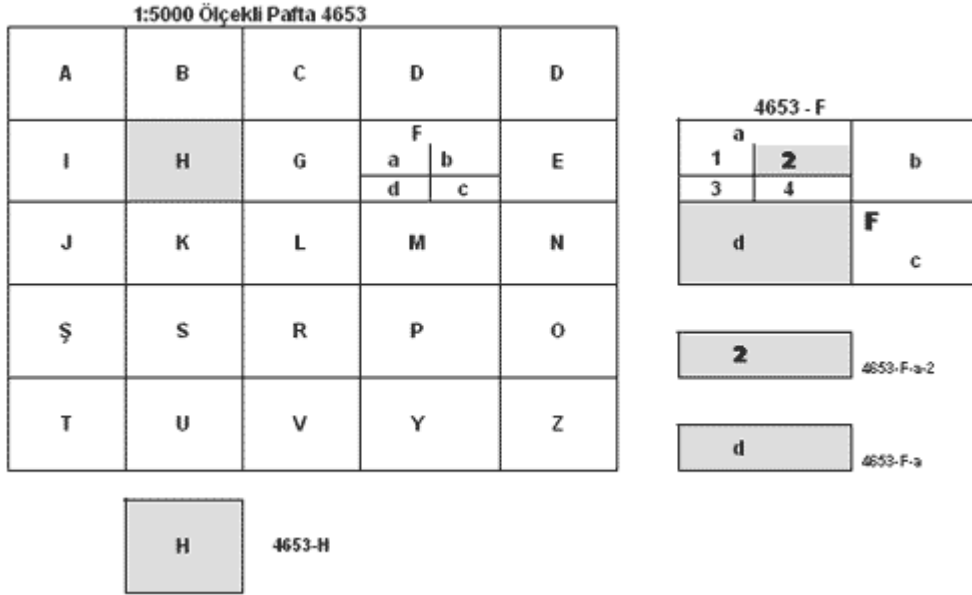 1:5000 Ölçekli Pafta 4653
A B C D D
I H G F E
a b
d c
J K L M N
Ş S R P O
T U V Y Z
H 4653-H
4653 - F
a
1 2 b
3 4
d F
c
2 4653-F-a-2
d 4653-F-a